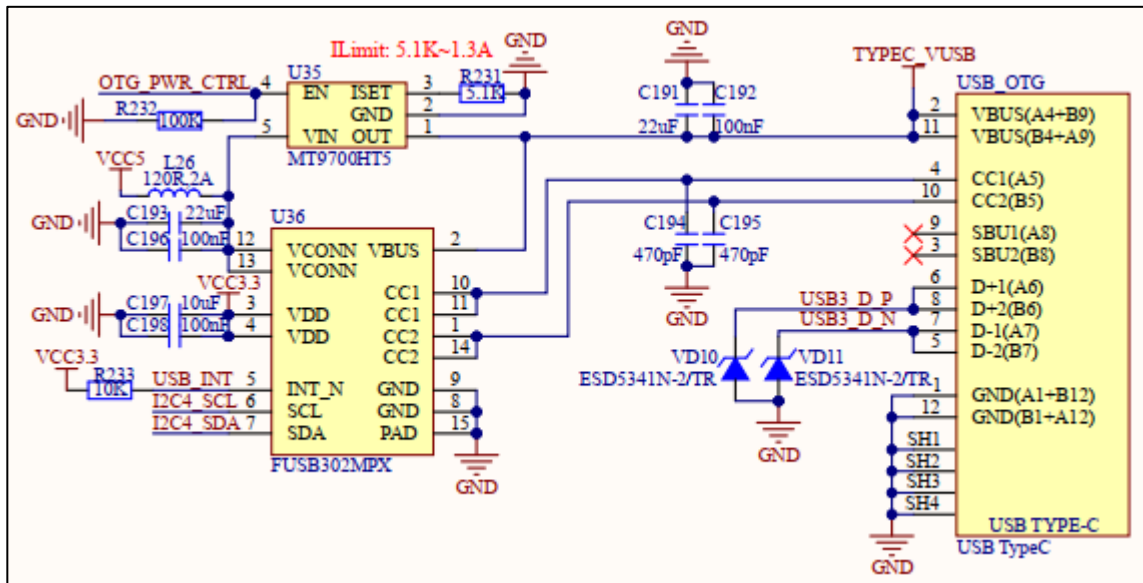 ILimit: 5.1K~1.3A
GND
TYPEC_VUSB
U35
USB_OTG
OTG_PWR_CTRL
4
EN
ISET
3
R231
5.1K
GND
2
R232
100K
GND
5
VIN
OUT
1
MT9700HT5
GND
C191
C192
22uF
100nF
2
VBUS(A4+B9)
11
VBUS(B4+A9)
4
CC1(A5)
10
CC2(B5)
9
SBU1(A8)
3
SBU2(B8)
6
D+1(A6)
8
D+2(B6)
7
D-1(A7)
5
D-2(B7)
1
GND(A1+B12)
12
GND(B1+A12)
SH1
SH2
SH3
SH4
USB TYPE-C
USB TypeC
GND
VCC5
L26
120R,2A
GND
C193
22uF
C196
100nF
U36
12
VCONN
13
VCONN
VBUS
2
VCC3.3
GND
C197
10uF
C198
100nF
3
VDD
4
VDD
10
CC1
11
CC1
1
CC2
14
CC2
VCC3.3
R233
10K
USB_INT
5
INT_N
I2C4_SCL
6
SCL
I2C4_SDA
7
SDA
GND
9
GND
8
PAD
15
FUSB302MPX
GND
C194
C195
470pF
470pF
GND
USB3_D_P
USB3_D_N
VD10
VD11
ESD5341N-2/TR
ESD5341N-2/TR
GND